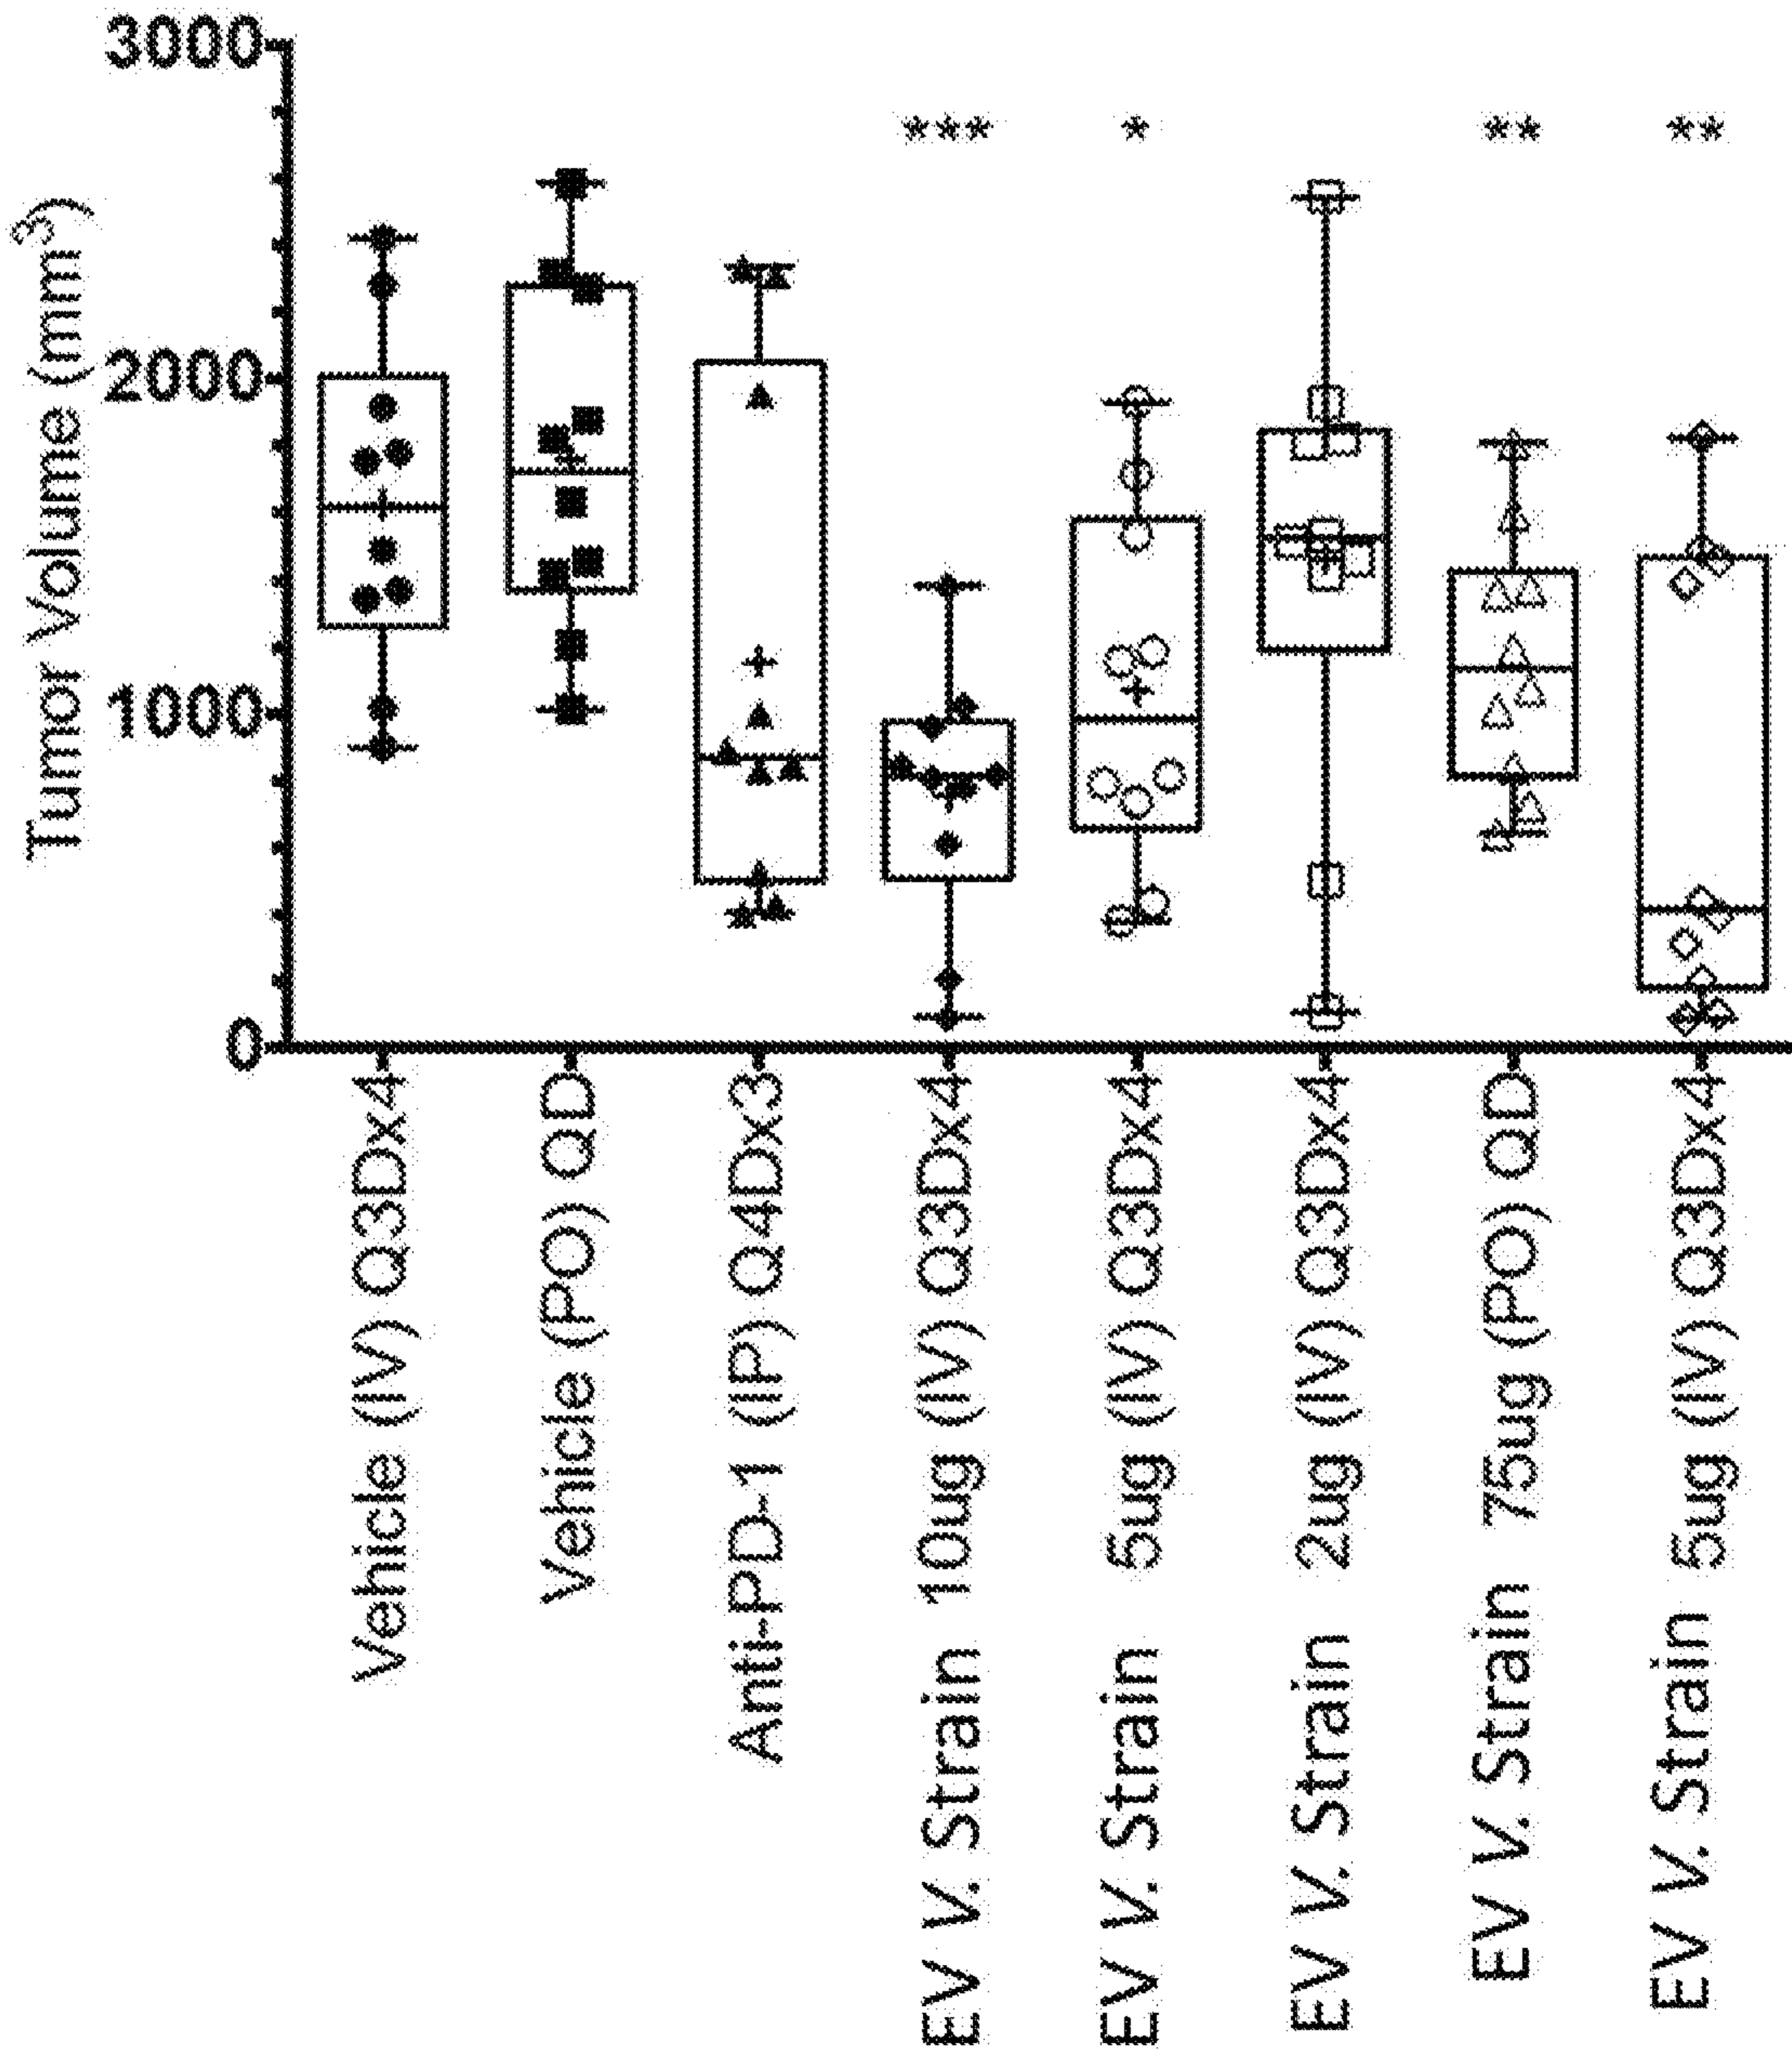 Tumor Volume (mm³)
3000
2000
1000
0
***
*
**
**
Vehicle (IV) Q3Dx4
Vehicle (PO) QD
Anti-PD-1 (IP) Q4Dx3
EV V. Strain 10ug (IV) Q3Dx4
EV V. Strain 5ug (IV) Q3Dx4
EV V. Strain 2ug (IV) Q3Dx4
EV V. Strain 75ug (PO) QD
EV V. Strain 5ug (IV) Q3Dx4